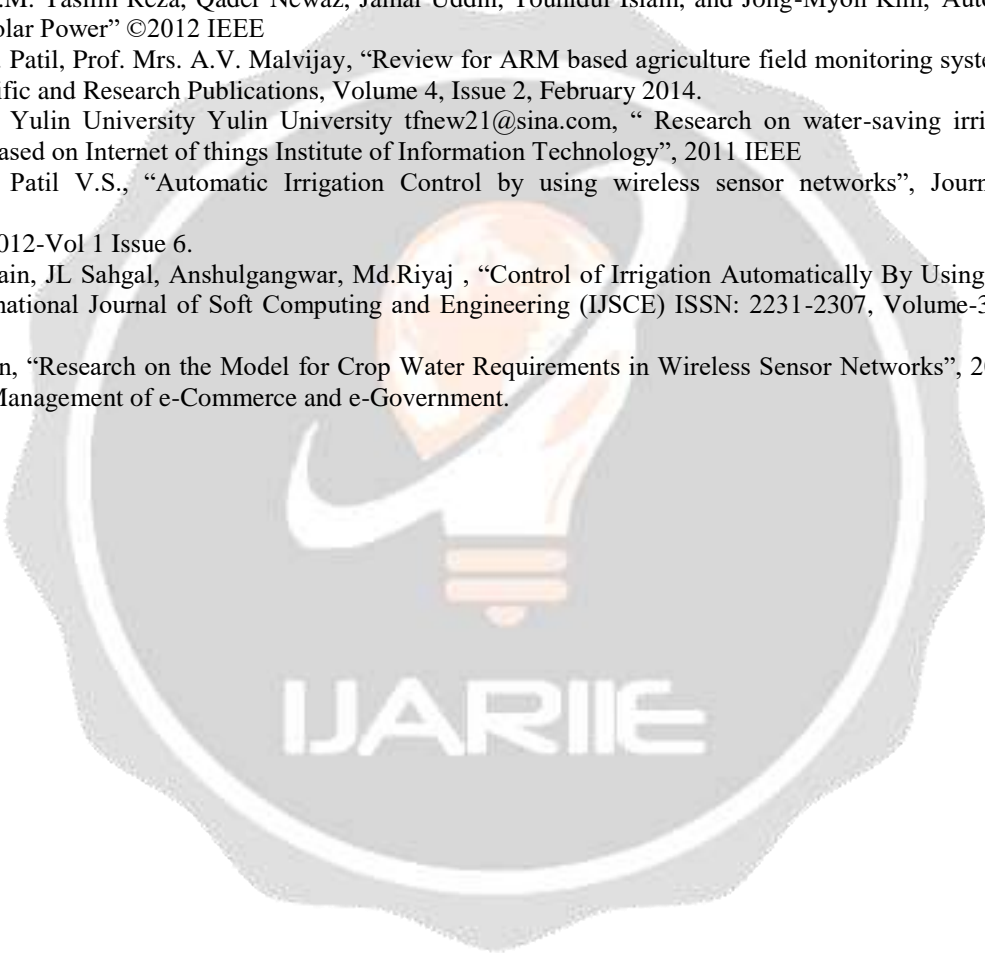 .M. Yasmin Reza, Qader Newaz, Jamal Uddin, Touhidul Islam, and Jong-Myon Kim, “Auto
olar Power” ©2012 IEEE
. Patil, Prof. Mrs. A.V. Malvijay, “Review for ARM based agriculture field monitoring syste
ific and Research Publications, Volume 4, Issue 2, February 2014.
Yulin University Yulin University tfnew21@sina.com, “ Research on water-saving irri
ased on Internet of things Institute of Information Technology”, 2011 IEEE
Patil V.S., “Automatic Irrigation Control by using wireless sensor networks”, Journ
012-Vol 1 Issue 6.
ain, JL Sahgal, Anshulgangwar, Md.Riyaj , “Control of Irrigation Automatically By Using
national Journal of Soft Computing and Engineering (IJSCE) ISSN: 2231-2307, Volume-3
n, “Research on the Model for Crop Water Requirements in Wireless Sensor Networks”, 20
Management of e-Commerce and e-Government.
IJARIIE